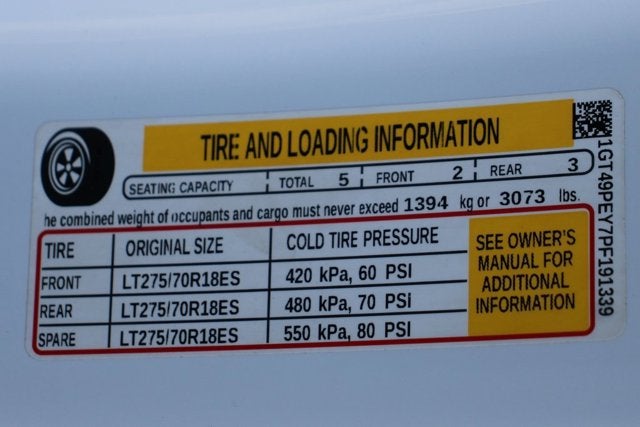 TIRE AND LOADING INFORMATION
SEATING CAPACITY TOTAL 5 FRONT 2 REAR 3
he combined weight of occupants and cargo must never exceed 1394 kg or 3073 lbs.
TIRE ORIGINAL SIZE COLD TIRE PRESSURE
FRONT LT275/70R18ES 420 kPa, 60 PSI
REAR LT275/70R18ES 480 kPa, 70 PSi
SPARE LT275/70R18ES 550 kPa, 80 PSI
SEE OWNER'S
MANUAL FOR
ADDITIONAL
INFORMATION
1GT49PEY7PF191339